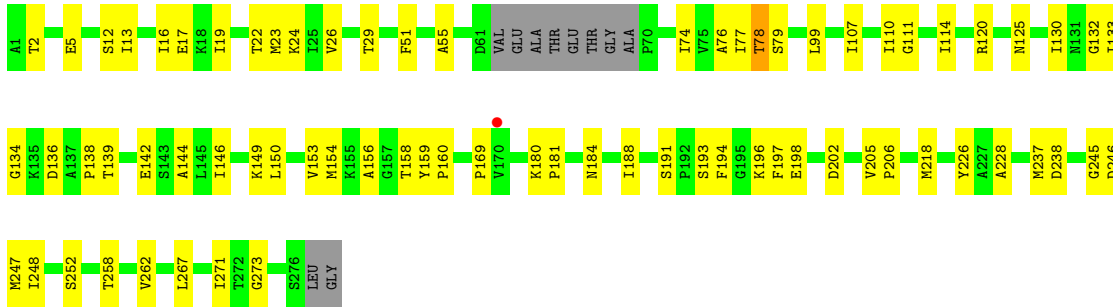 A1 T2 E5 S12 I13 I16 E17 K18 I19 T22 M23 K24 I25 V26 T29 F51 A55 D61 VAL GLU ALA THR GLU THR GLY ALA P70 I74 V75 A76 I77 T78 S79 L99 I107 I110 G111 I114 R120 N125 I130 N131 G132 I133
G134 K135 D136 A137 P138 T139 E142 S143 A144 L145 I146 K149 L150 V153 M154 K155 A156 G157 T158 Y159 P160 P169 V170 K180 P181 N184 I188 S191 P192 S193 F194 G195 K196 F197 E198 D202 V205 P206 M218 Y226 A227 A228 M237 D238 G245 D246
M247 I248 S252 T258 V262 L267 I271 T272 G273 S276 LEU GLY